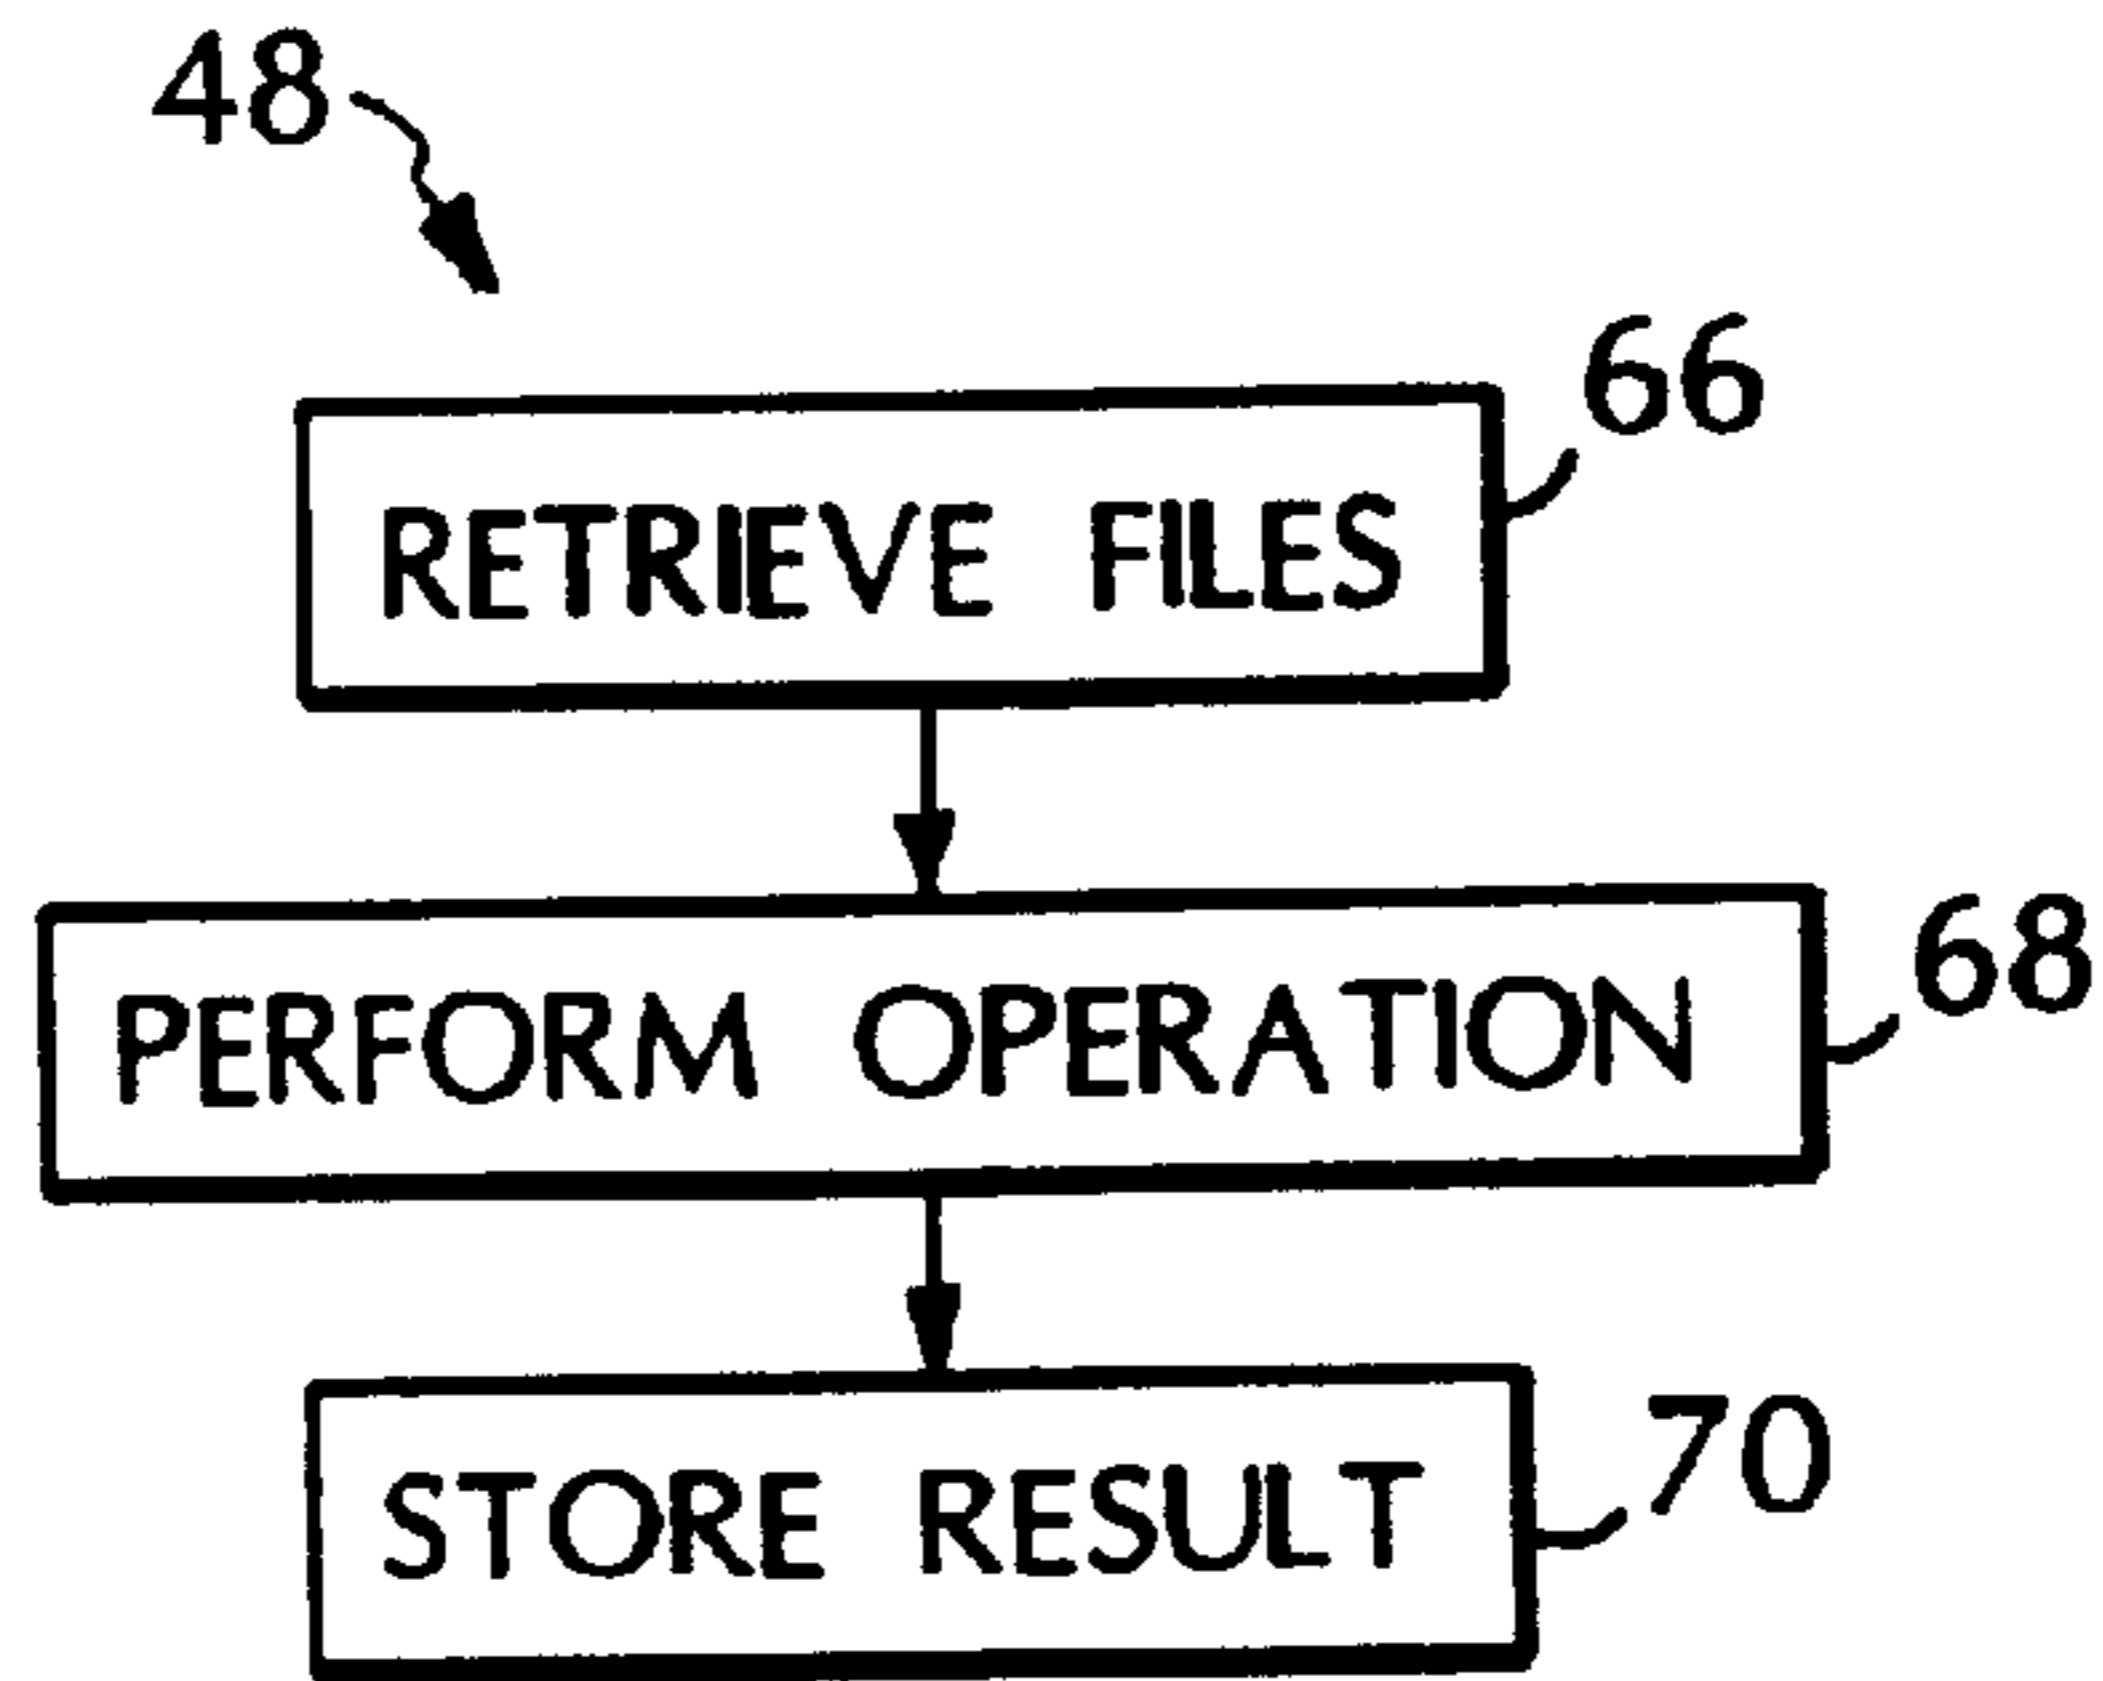 48
66
RETRIEVE FILES
68
PERFORM OPERATION
70
STORE RESULT